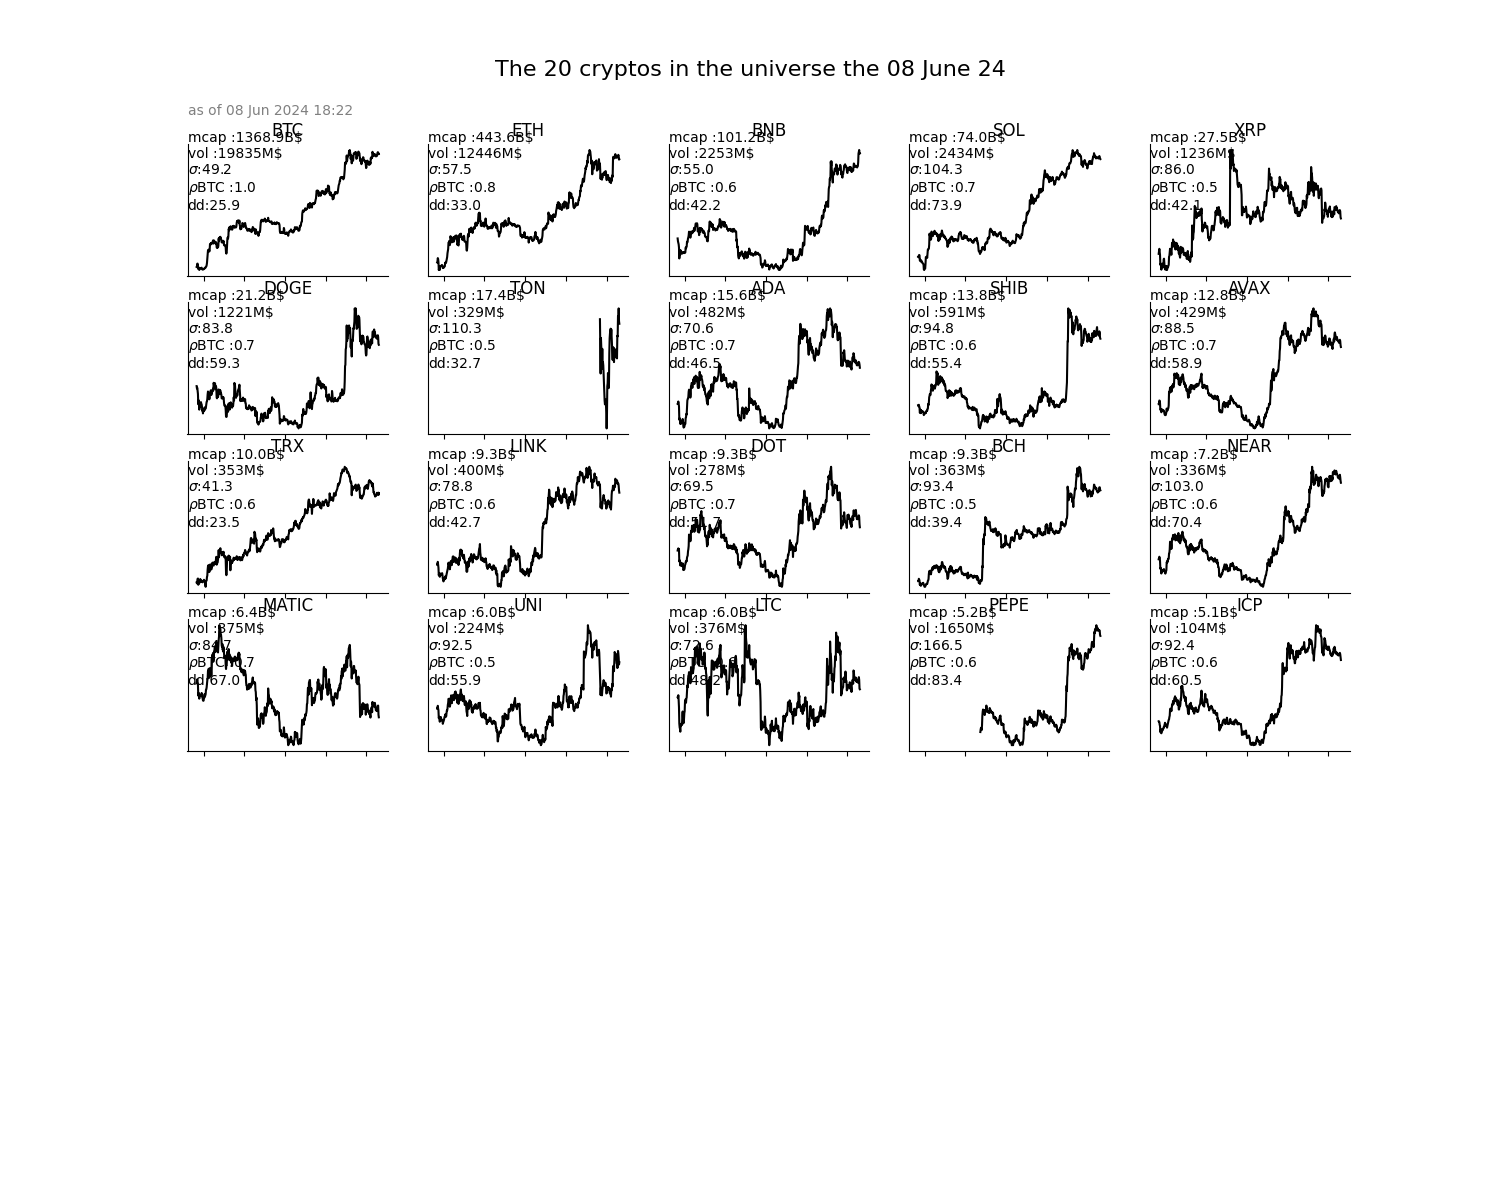 The 20 cryptos in the universe the 08 June 24
as of 08 Jun 2024 18:22
BTC
mcap :1368.9B$
vol :19835M$
σ:49.2
ρBTC :1.0
dd:25.9
ETH
mcap :443.6B$
vol :12446M$
σ:57.5
ρBTC :0.8
dd:33.0
BNB
mcap :101.2B$
vol :2253M$
σ:55.0
ρBTC :0.6
dd:42.2
SOL
mcap :74.0B$
vol :2434M$
σ:104.3
ρBTC :0.7
dd:73.9
XRP
mcap :27.5B$
vol :1236M$
σ:86.0
ρBTC :0.5
dd:42.1
DOGE
mcap :21.2B$
vol :1221M$
σ:83.8
ρBTC :0.7
dd:59.3
TON
mcap :17.4B$
vol :329M$
σ:110.3
ρBTC :0.5
dd:32.7
ADA
mcap :15.6B$
vol :482M$
σ:70.6
ρBTC :0.7
dd:46.5
SHIB
mcap :13.8B$
vol :591M$
σ:94.8
ρBTC :0.6
dd:55.4
AVAX
mcap :12.8B$
vol :429M$
σ:88.5
ρBTC :0.7
dd:58.9
TRX
mcap :10.0B$
vol :353M$
σ:41.3
ρBTC :0.6
dd:23.5
LINK
mcap :9.3B$
vol :400M$
σ:78.8
ρBTC :0.6
dd:42.7
DOT
mcap :9.3B$
vol :278M$
σ:69.5
ρBTC :0.7
BCH
mcap :9.3B$
vol :363M$
σ:93.4
ρBTC :0.5
dd:39.4
NEAR
mcap :7.2B$
vol :336M$
σ:103.0
ρBTC :0.6
dd:70.4
MATIC
mcap :6.4B$
vol :375M$
ρBTC :0.7
dd:67.0
UNI
mcap :6.0B$
vol :224M$
σ:92.5
ρBTC :0.5
dd:55.9
LTC
mcap :6.0B$
vol :376M$
σ:72.6
dd:48.2
PEPE
mcap :5.2B$
vol :1650M$
σ:166.5
ρBTC :0.6
dd:83.4
ICP
mcap :5.1B$
vol :104M$
σ:92.4
ρBTC :0.6
dd:60.5